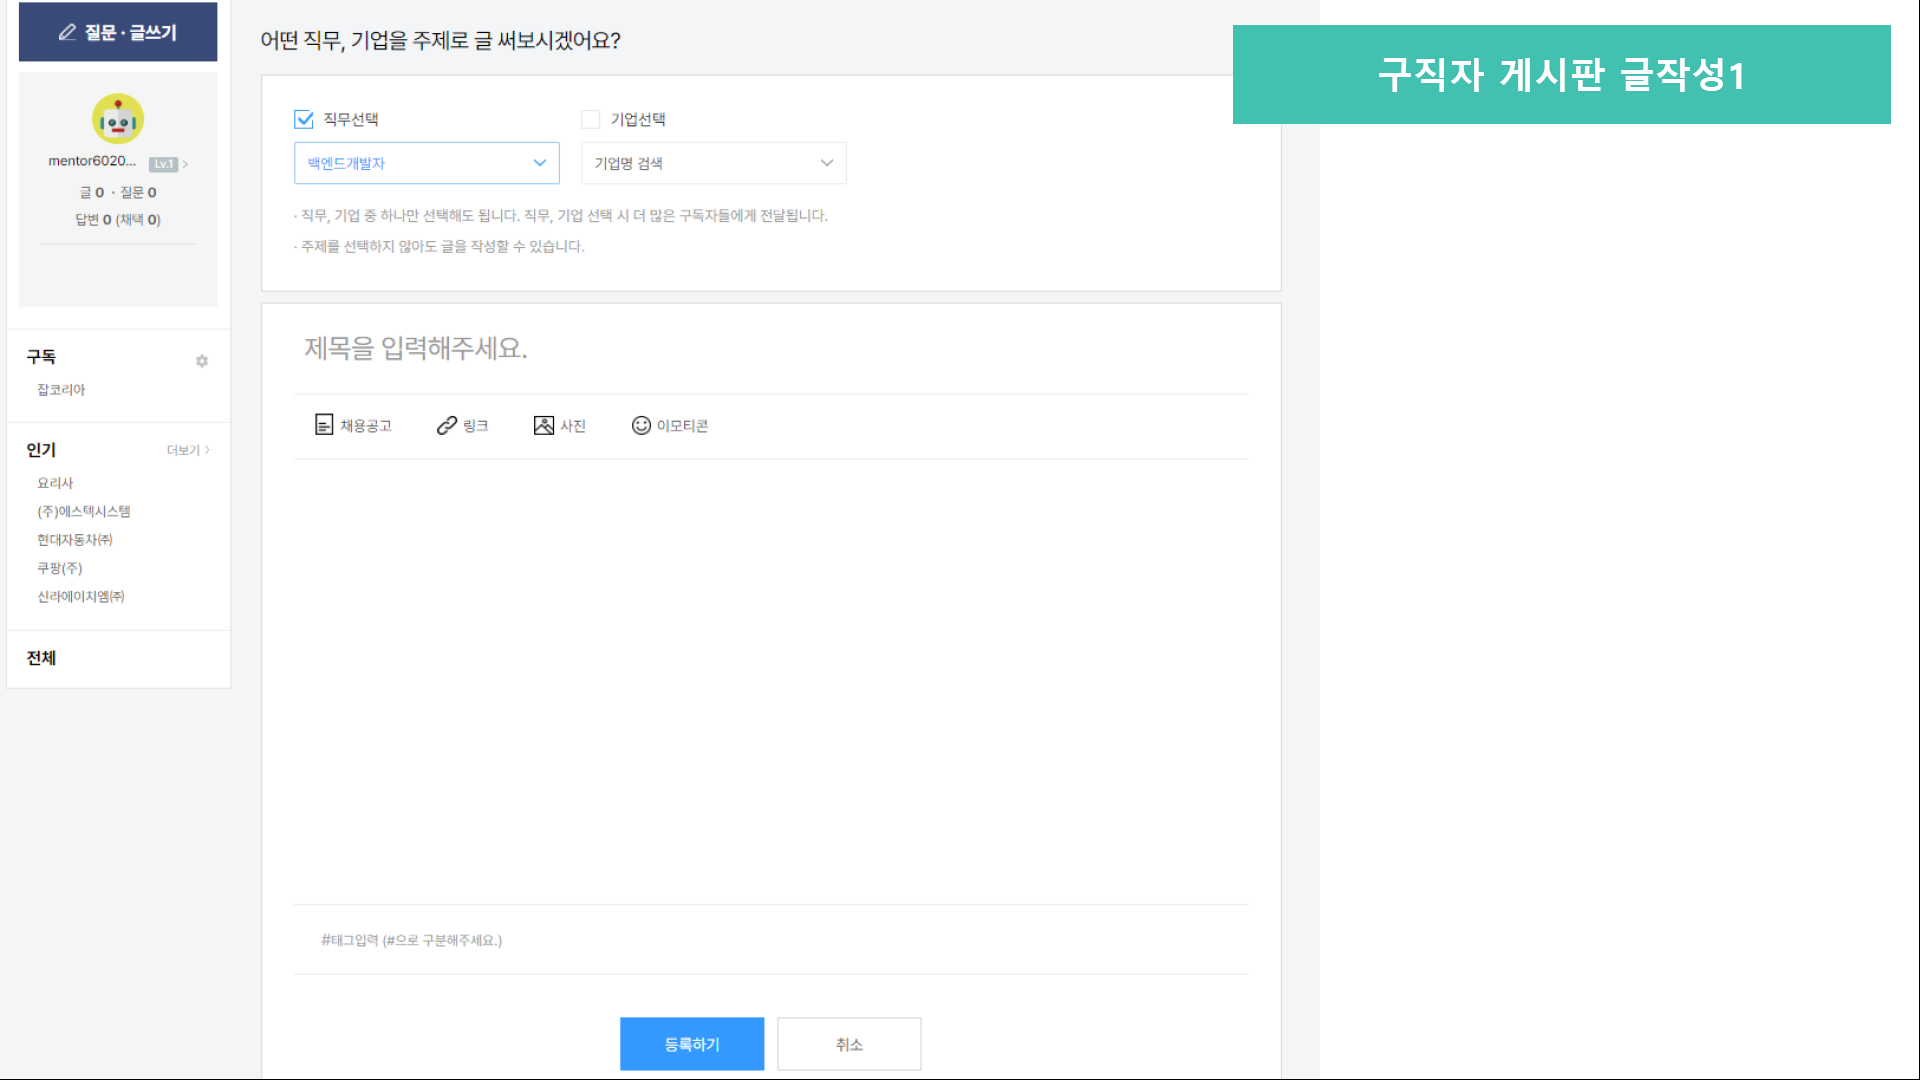 질문 · 글쓰기
mentor6020... Lv.1
글 0 · 질문 0
답변 0 (채택 0)
구독
잡코리아
인기 더보기
요리사
(주)에스텍시스템
현대자동차㈜
쿠팡(주)
신라에이치엠㈜
전체
어떤 직무, 기업을 주제로 글 써보시겠어요?
구직자 게시판 글작성1
직무선택 기업선택
백엔드개발자 기업명 검색
· 직무, 기업 중 하나만 선택해도 됩니다. 직무, 기업 선택 시 더 많은 구독자들에게 전달됩니다.
· 주제를 선택하지 않아도 글을 작성할 수 있습니다.
제목을 입력해주세요.
채용공고 링크 사진 이모티콘
#태그입력 (#으로 구분해주세요.)
등록하기 취소